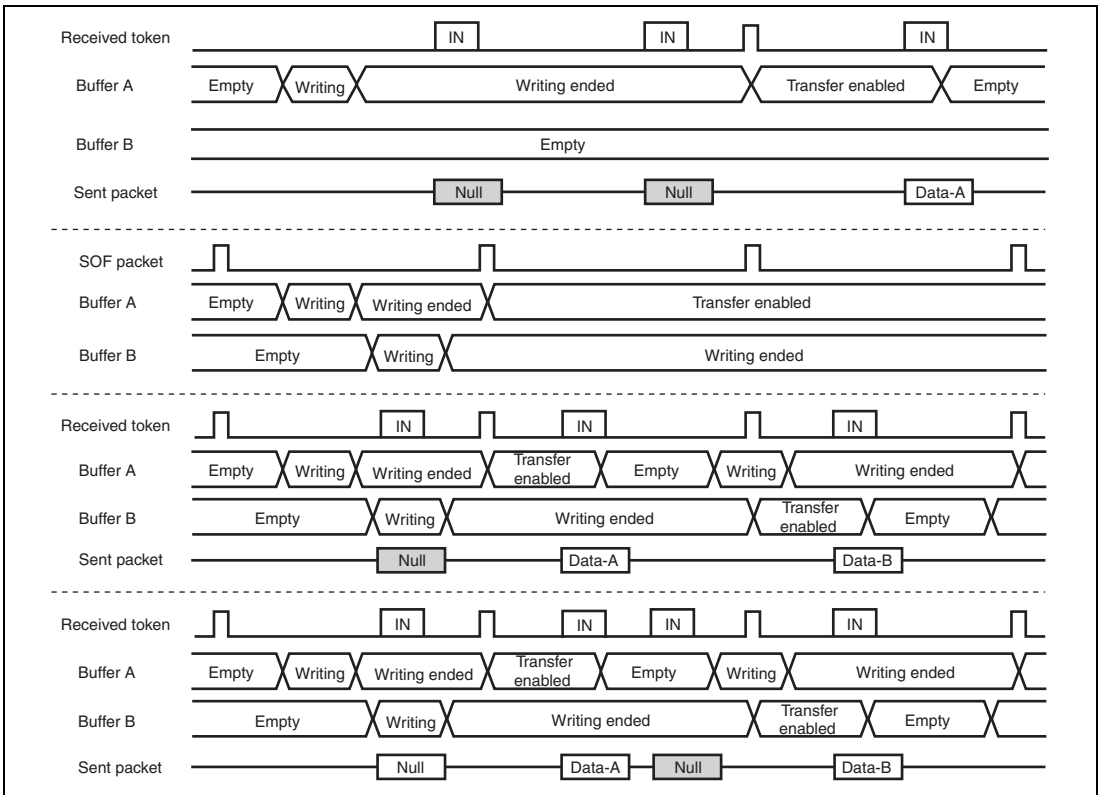 Received token IN IN IN
Buffer A Empty Writing Writing ended Transfer enabled Empty
Buffer B Empty
Sent packet Null Null Data-A
SOF packet
Buffer A Empty Writing Writing ended Transfer enabled
Buffer B Empty Writing Writing ended
Received token IN IN IN
Buffer A Empty Writing Writing ended Transfer enabled Empty Writing Writing ended
Buffer B Empty Writing Writing ended Transfer enabled Empty
Sent packet Null Data-A Data-B
Received token IN IN IN IN
Buffer A Empty Writing Writing ended Transfer enabled Empty Writing Writing ended
Buffer B Empty Writing Writing ended Transfer enabled Empty
Sent packet Null Data-A Null Data-B